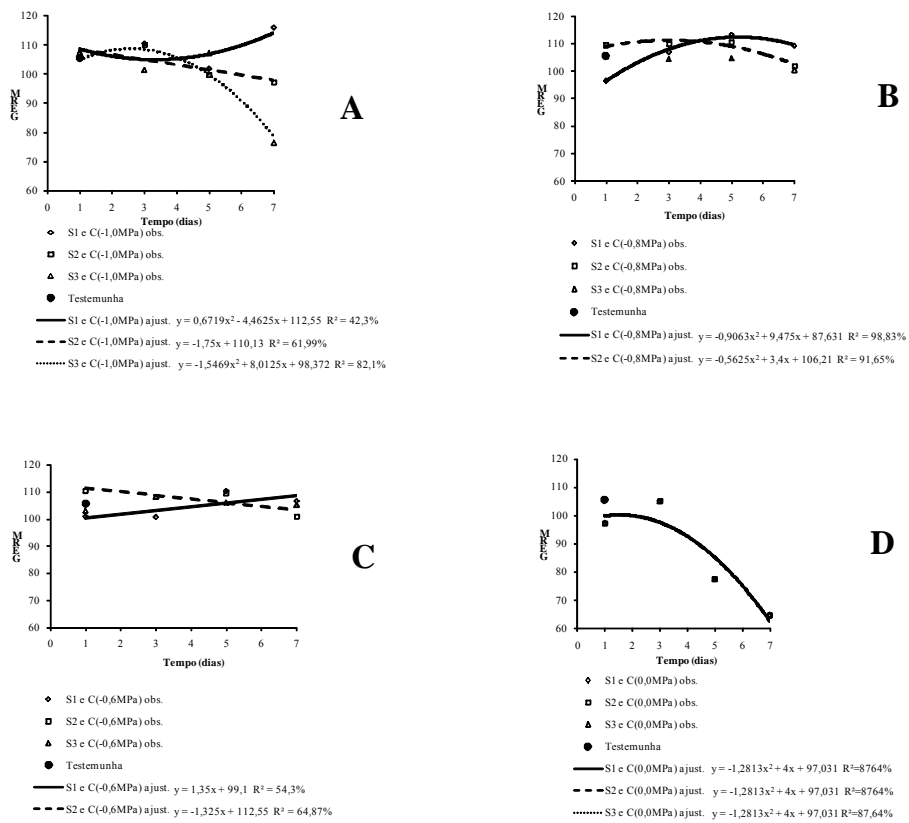 A
120
110
100
90
80
70
60
MREG
0 1 2 3 4 5 6 7
Tempo (dias)
S1 e C(-1,0MPa) obs.
S2 e C(-1,0MPa) obs.
S3 e C(-1,0MPa) obs.
Testemunha
S1 e C(-1,0MPa) ajust. y = 0,6719x² - 4,4625x + 112,55 R² = 42,3%
S2 e C(-1,0MPa) ajust. y = -1,75x + 110,13 R² = 61,99%
S3 e C(-1,0MPa) ajust. y = -1,5469x² + 8,0125x + 98,372 R² = 82,1%
B
120
110
100
90
80
70
60
MREG
0 1 2 3 4 5 6 7
Tempo (dias)
S1 e C(-0,8MPa) obs.
S2 e C(-0,8MPa) obs.
S3 e C(-0,8MPa) obs.
Testemunha
S1 e C(-0,8MPa) ajust. y = -0,9063x² + 9,475x + 87,631 R² = 98,83%
S2 e C(-0,8MPa) ajust. y = -0,5625x² + 3,4x + 106,21 R² = 91,65%
C
120
110
100
90
80
70
60
MREG
0 1 2 3 4 5 6 7
Tempo (dias)
S1 e C(-0,6MPa) obs.
S2 e C(-0,6MPa) obs.
S3 e C(-0,6MPa) obs.
Testemunha
S1 e C(-0,6MPa) ajust. y = 1,35x + 99,1 R² = 54,3%
S2 e C(-0,6MPa) ajust. y = -1,325x + 112,55 R² = 64,87%
D
120
110
100
90
80
70
60
MREG
0 1 2 3 4 5 6 7
Tempo (dias)
S1 e C(0,0MPa) obs.
S2 e C(0,0MPa) obs.
S3 e C(0,0MPa) obs.
Testemunha
S1 e C(0,0MPa) ajust. y = -1,2813x² + 4x + 97,031 R²=8764%
S2 e C(0,0MPa) ajust. y = -1,2813x² + 4x + 97,031 R²=8764%
S3 e C(0,0MPa) ajust. y = -1,2813x² + 4x + 97,031 R²=87,64%